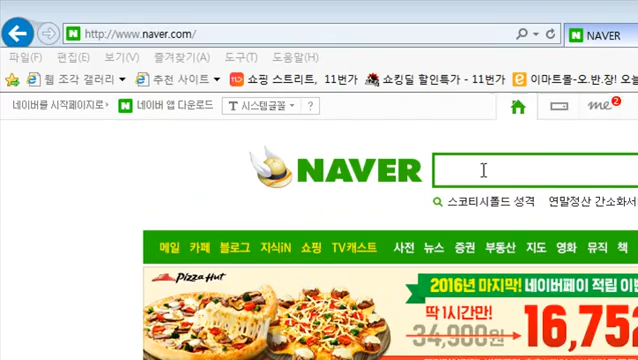 http://www.naver.com/
NAVER
파일(F) 편집(E) 보기(V) 즐겨찾기(A) 도구(T) 도움말(H)
웹 조각 갤러리 추천 사이트 쇼핑 스트리트, 11번가 쇼킹딜 할인특가 - 11번가 이마트몰-오.반.장! 오늘
네이버를 시작페이지로 네이버 앱 다운로드 T 시스템글꼴 ? me 2
NAVER
스코티시폴드 성격 연말정산 간소화서
메일 카페 블로그 지식iN 쇼핑 TV캐스트 사전 뉴스 증권 부동산 지도 영화 뮤직 책
Pizza Hut
2016년 마지막! 네이버페이 적립 이벤
딱 1시간만!
34,900원 16,752